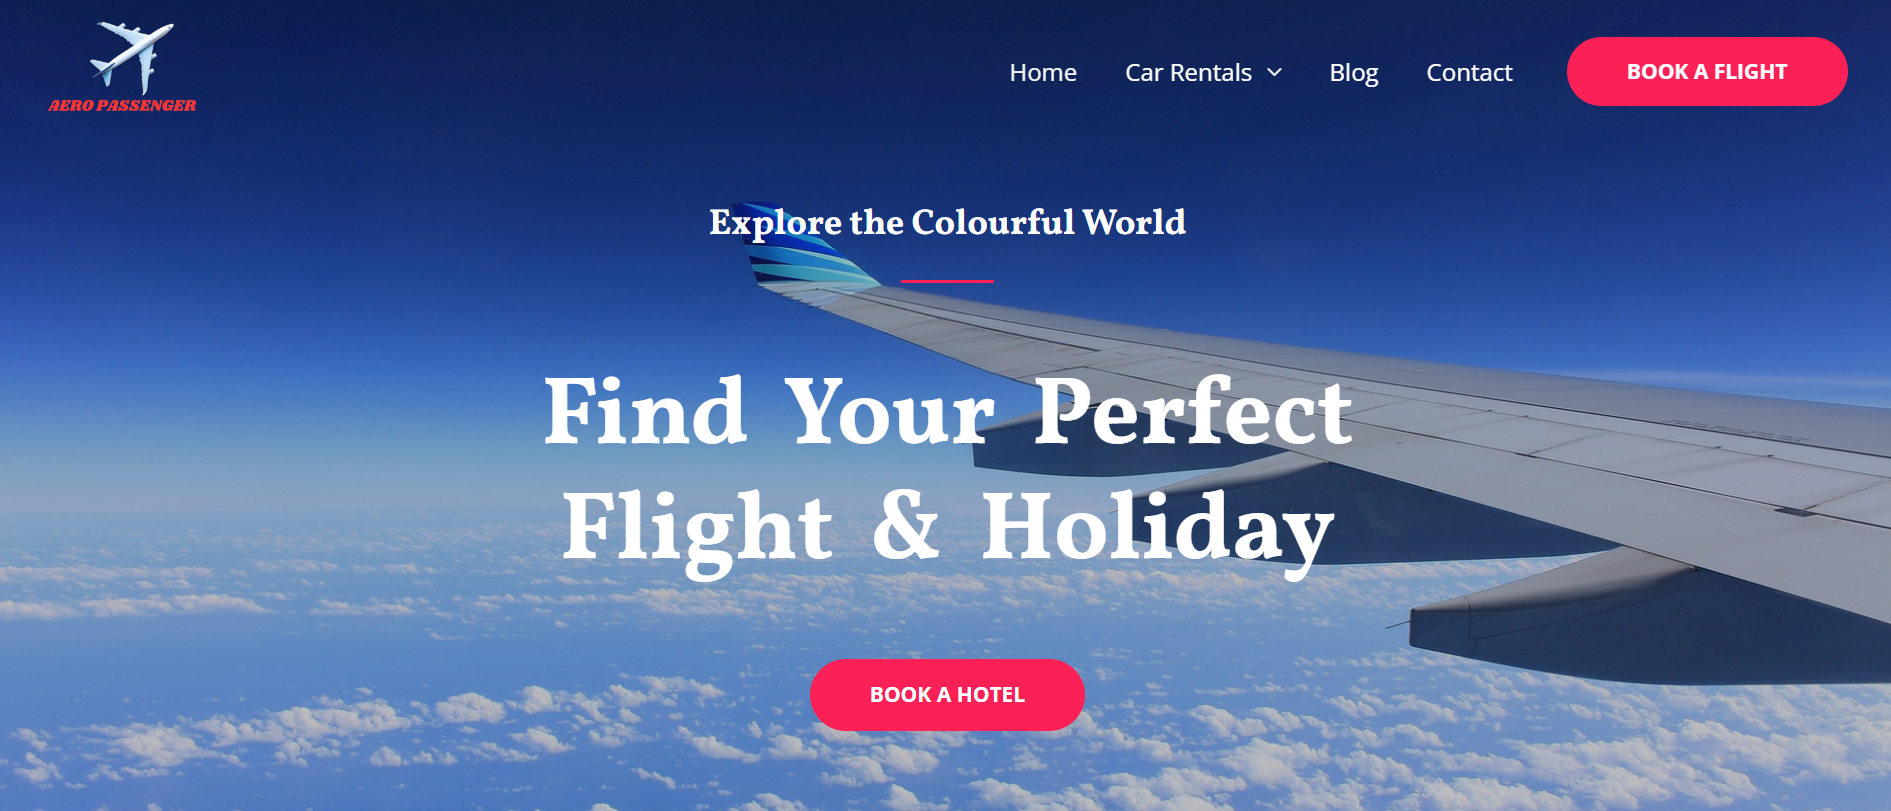 AERO PASSENGER
Home
Car Rentals
Blog
Contact
BOOK A FLIGHT
Explore the Colourful World
Find Your Perfect
Flight & Holiday
BOOK A HOTEL